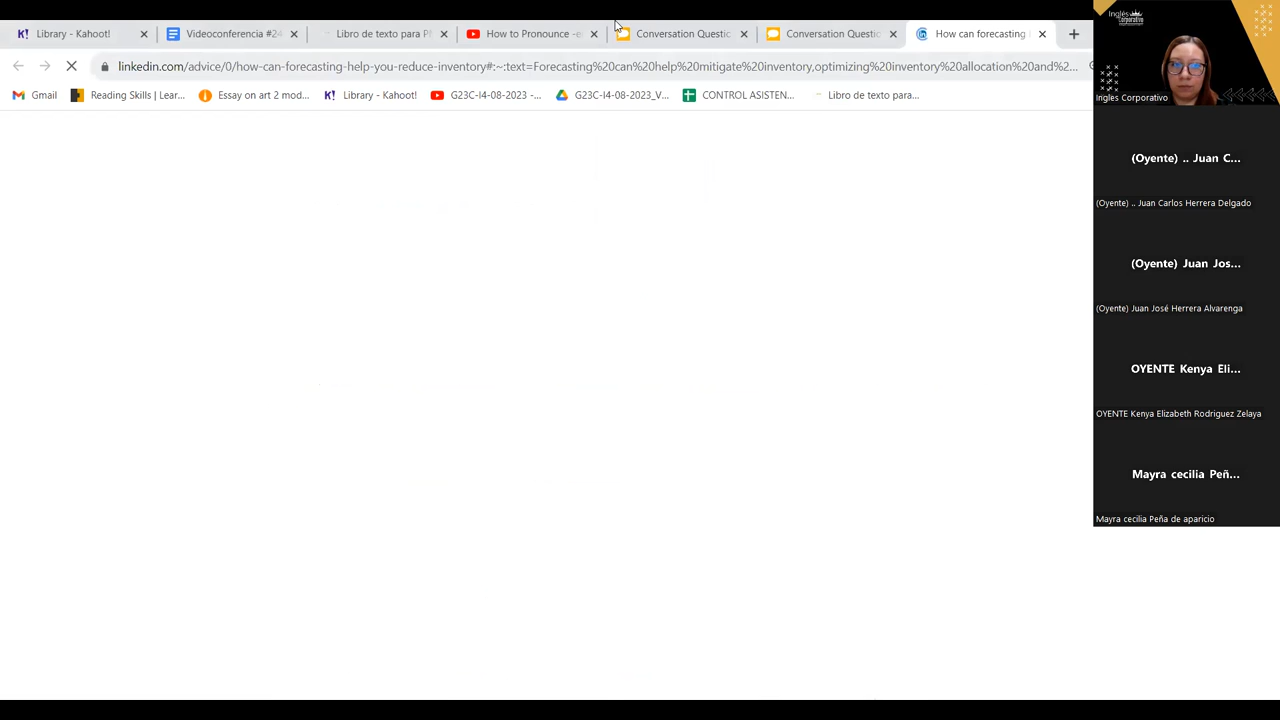 Library - Kahoot!
Videoconferencia #24
Libro de texto para Pl
How to Pronounce -e
Conversation Questic
Conversation Questic
How can forecasting
linkedin.com/advice/0/how-can-forecasting-help-you-reduce-inventory#:~:text=Forecasting%20can%20help%20mitigate%20inventory,optimizing%20inventory%20allocation%20and%2...
Gmail
Reading Skills | Lear...
Essay on art 2 mod...
Library - Kahoot!
G23C-I4-08-2023 -...
G23C-I4-08-2023_V...
CONTROL ASISTEN...
Libro de texto para...
Inglés
Corporativo
Ingles Corporativo
(Oyente) .. Juan C...
(Oyente) .. Juan Carlos Herrera Delgado
(Oyente) Juan Jos...
(Oyente) Juan José Herrera Alvarenga
OYENTE Kenya Eli...
OYENTE Kenya Elizabeth Rodriguez Zelaya
Mayra cecilia Peñ...
Mayra cecilia Peña de aparicio